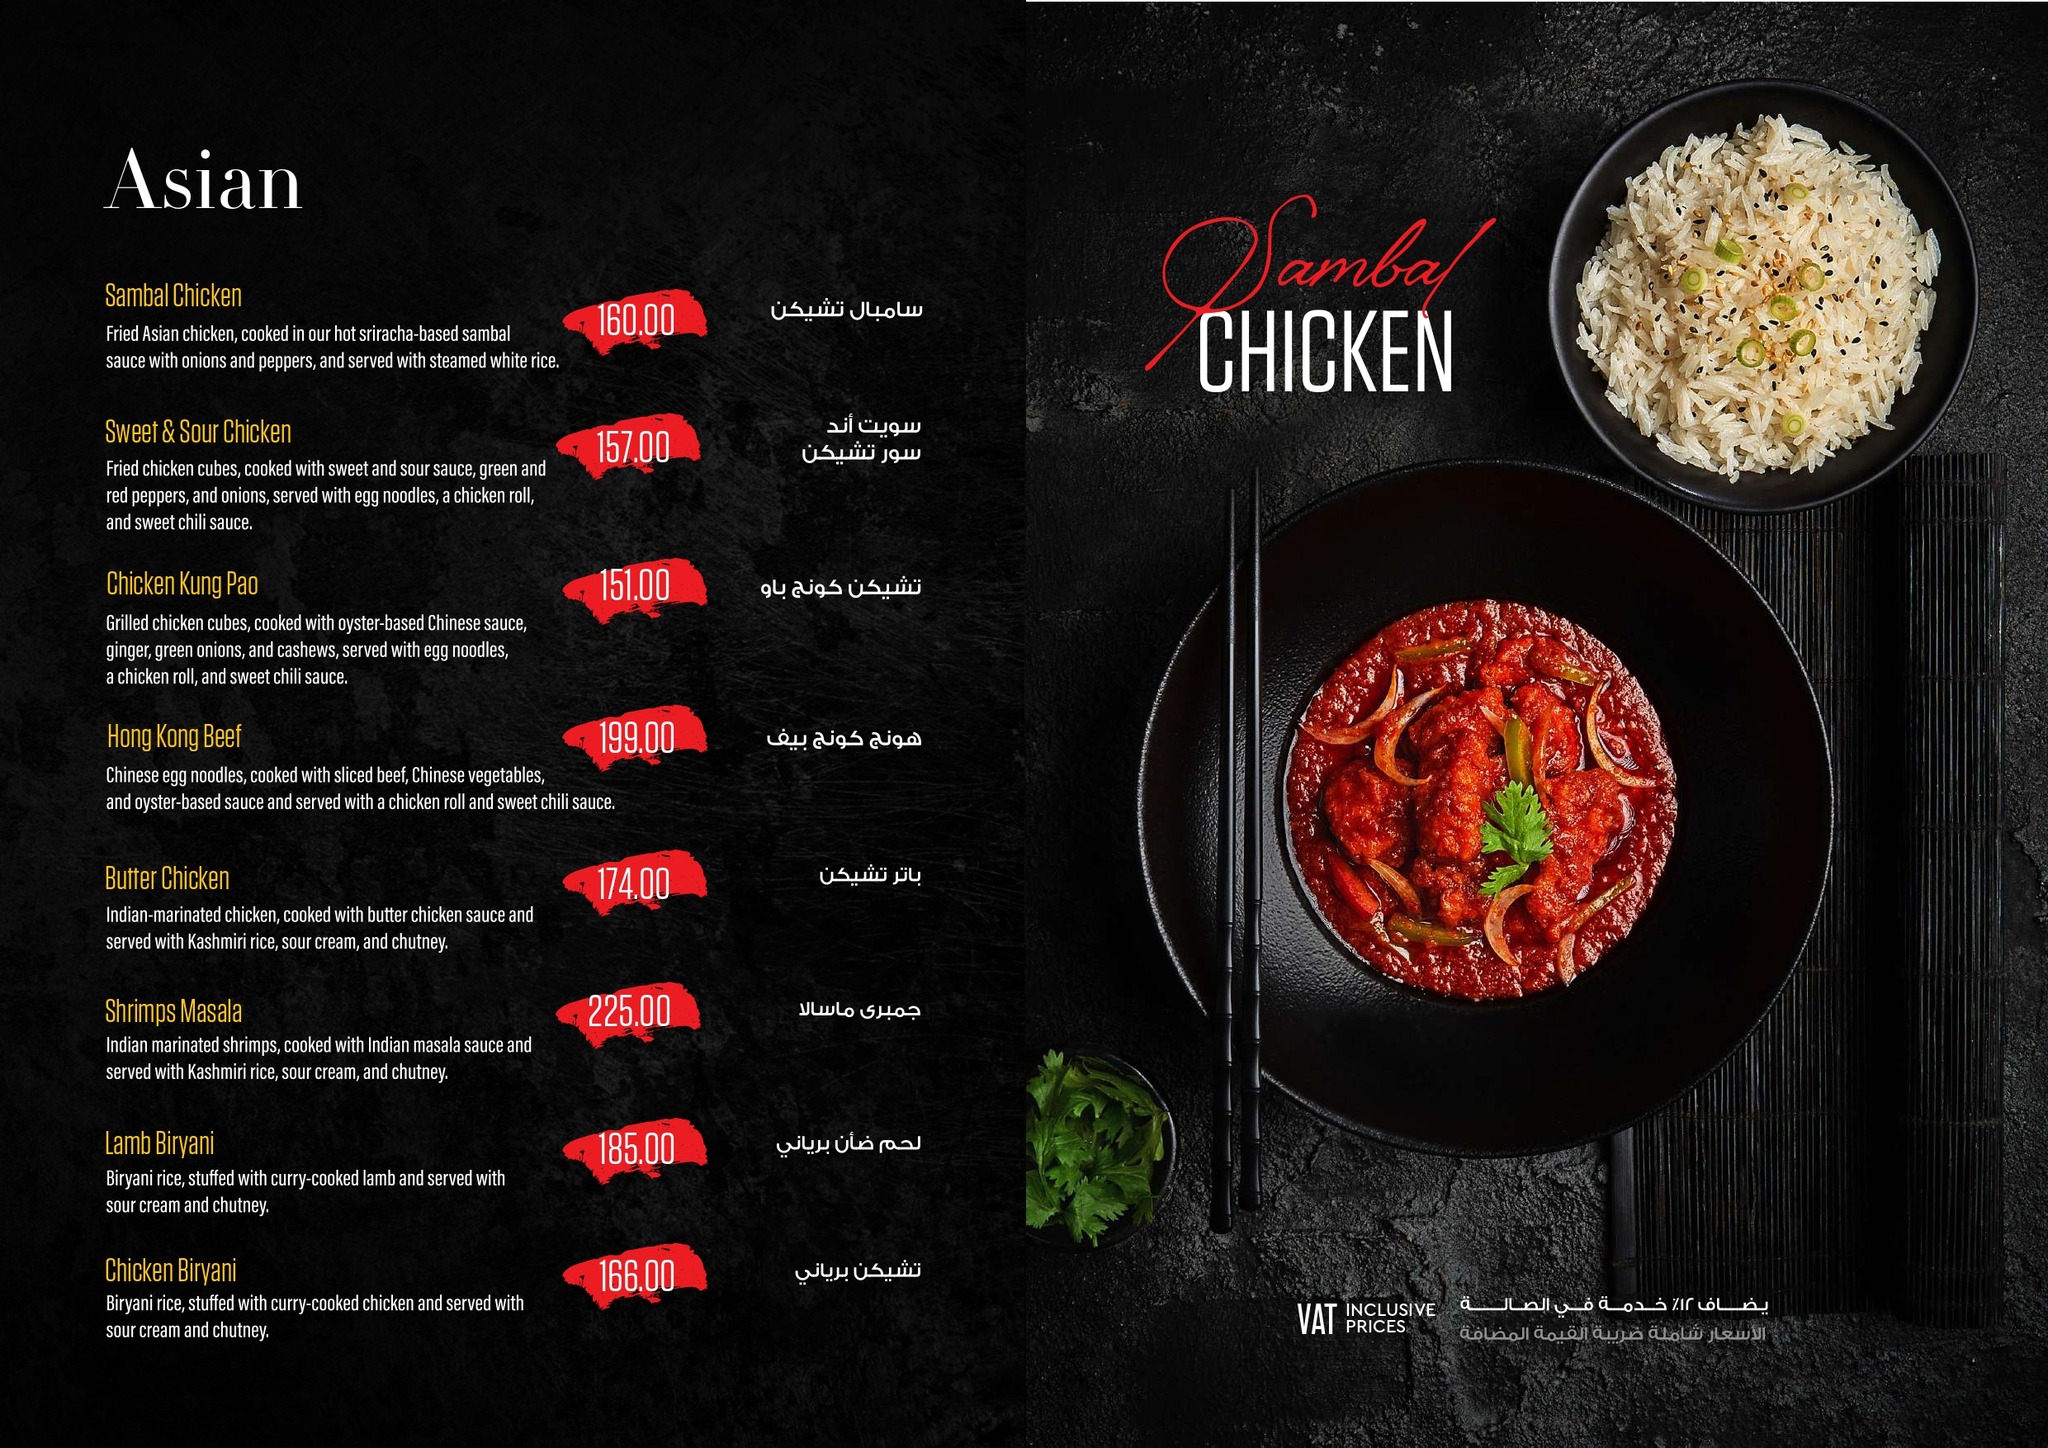 Asian
Sambal Chicken
160.00
سامبال تشيكن
Fried Asian chicken, cooked in our hot sriracha-based sambal
sauce with onions and peppers, and served with steamed white rice.
Sweet & Sour Chicken
157.00
سويت أند
سور تشيكن
Fried chicken cubes, cooked with sweet and sour sauce, green and
red peppers, and onions, served with egg noodles, a chicken roll,
and sweet chili sauce.
Chicken Kung Pao
151.00
تشيكن كونج باو
Grilled chicken cubes, cooked with oyster-based Chinese sauce,
ginger, green onions, and cashews, served with egg noodles,
a chicken roll, and sweet chili sauce.
Hong Kong Beef
199.00
هونج كونج بيف
Chinese egg noodles, cooked with sliced beef, Chinese vegetables,
and oyster-based sauce and served with a chicken roll and sweet chili sauce.
Butter Chicken
174.00
باتر تشيكن
Indian-marinated chicken, cooked with butter chicken sauce and
served with Kashmiri rice, sour cream, and chutney.
Shrimps Masala
225.00
جمبرى ماسالا
Indian marinated shrimps, cooked with Indian masala sauce and
served with Kashmiri rice, sour cream, and chutney.
Lamb Biryani
185.00
لحم ضأن برياني
Biryani rice, stuffed with curry-cooked lamb and served with
sour cream and chutney.
Chicken Biryani
166.00
تشيكن برياني
Biryani rice, stuffed with curry-cooked chicken and served with
sour cream and chutney.
Sambal
CHICKEN
VAT INCLUSIVE
PRICES
يضاف ١٢٪ خدمة في الصالة
الأسعار شاملة ضريبة القيمة المضافة